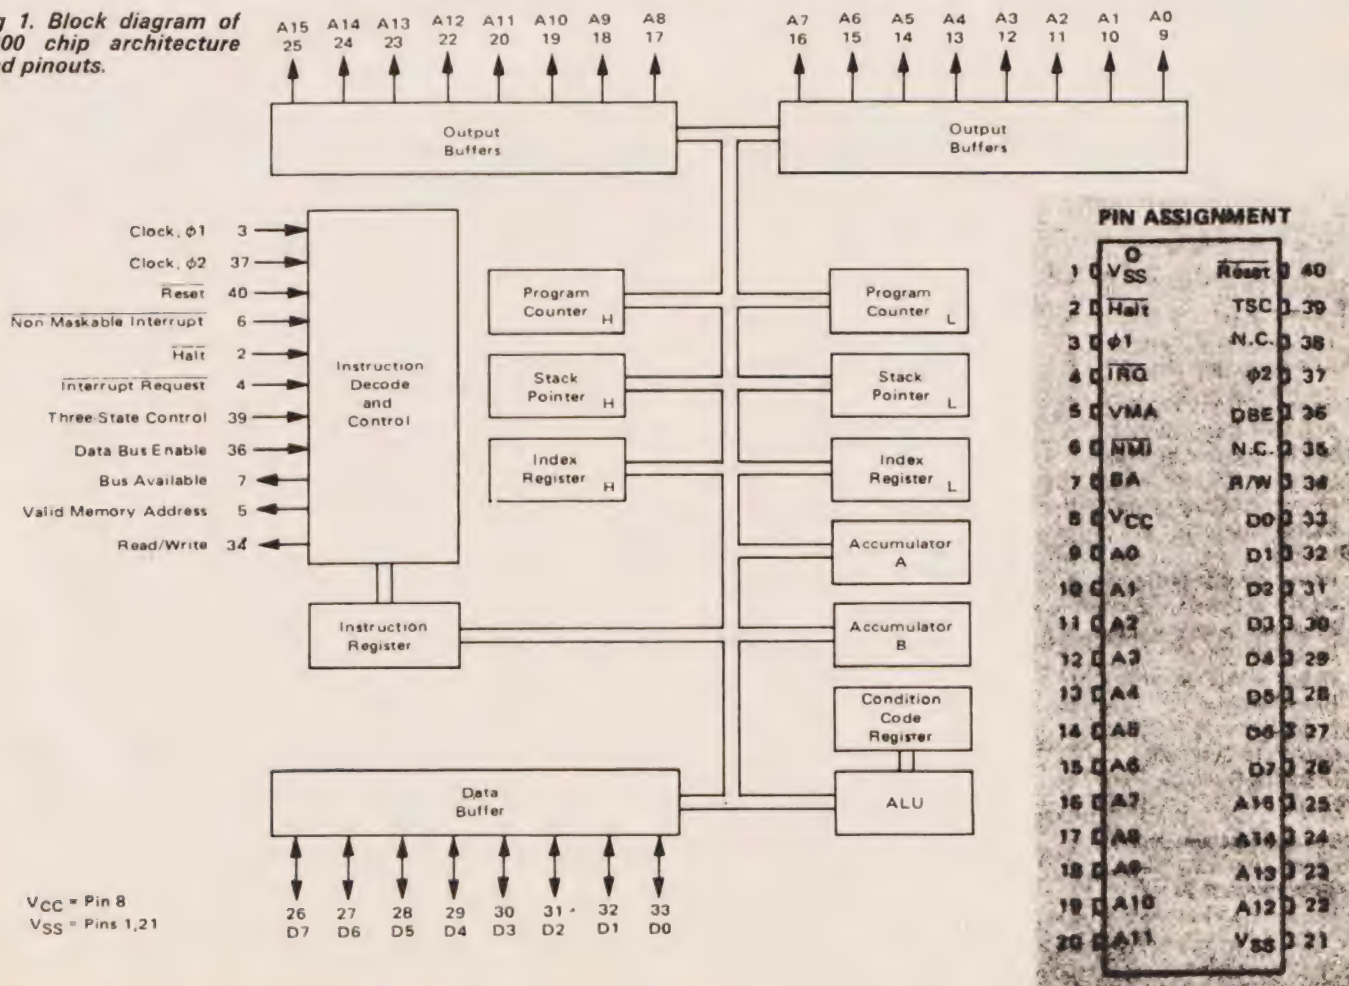 g 1. Block diagram of
00 chip architecture
d pinouts.
A15 A14 A13 A12 A11 A10 A9 A8
25 24 23 22 20 19 18 17
A7 A6 A5 A4 A3 A2 A1 A0
16 15 14 13 12 11 10 9
Output
Buffers
Output
Buffers
Clock, ϕ1 3
Clock, ϕ2 37
Reset 40
Non Maskable Interrupt 6
Halt 2
Interrupt Request 4
Three-State Control 39
Data Bus Enable 36
Bus Available 7
Valid Memory Address 5
Read/Write 34
Instruction
Decode
and
Control
Instruction
Register
Program
Counter H
Stack
Pointer H
Index
Register H
Program
Counter L
Stack
Pointer L
Index
Register L
Accumulator
A
Accumulator
B
Condition
Code
Register
ALU
Data
Buffer
26 27 28 29 30 31 32 33
D7 D6 D5 D4 D3 D2 D1 D0
VCC = Pin 8
VSS = Pins 1,21
PIN ASSIGNMENT
1 VSS Reset 40
2 Halt TSC 39
3 ϕ1 N.C. 38
4 IRQ ϕ2 37
5 VMA DBE 36
6 NMI N.C. 35
7 BA R/W 34
8 VCC D0 33
9 A0 D1 32
10 A1 D2 31
11 A2 D3 30
12 A3 D4 29
13 A4 D5 28
14 A5 D6 27
15 A6 D7 26
16 A7 A15 25
17 A8 A14 24
18 A9 A13 23
19 A10 A12 22
20 A11 VSS 21